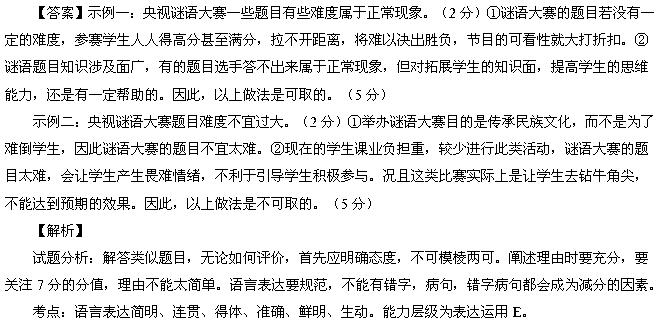 【答案】示例一：央视谜语大赛一些题目有些难度属于正常现象。（2 分）①谜语大赛的题目若没有一
定的难度，参赛学生人人得高分甚至满分，拉不开距离，将难以决出胜负，节目的可看性就大打折扣。②
谜语题目知识涉及面广，有的题目选手答不出来属于正常现象，但对拓展学生的知识面，提高学生的思维
能力，还是有一定帮助的。因此，以上做法是可取的。（5 分）
示例二：央视谜语大赛题目难度不宜过大。（2 分）①举办谜语大赛目的是传承民族文化，而不是为了
难倒学生，因此谜语大赛的题目不宜太难。②现在的学生课业负担重，较少进行此类活动，谜语大赛的题
目太难，会让学生产生畏难情绪，不利于引导学生积极参与。况且这类比赛实际上是让学生去钻牛角尖，
不能达到预期的效果。因此，以上做法是不可取的。（5 分）
【解析】
试题分析：解答类似题目，无论如何评价，首先应明确态度，不可模棱两可。阐述理由时要充分，要
关注 7 分的分值，理由不能太简单。语言表达要规范，不能有错字，病句，错字病句都会成为减分的因素。
考点：语言表达简明、连贯、得体、准确、鲜明、生动。能力层级为表达运用 E。